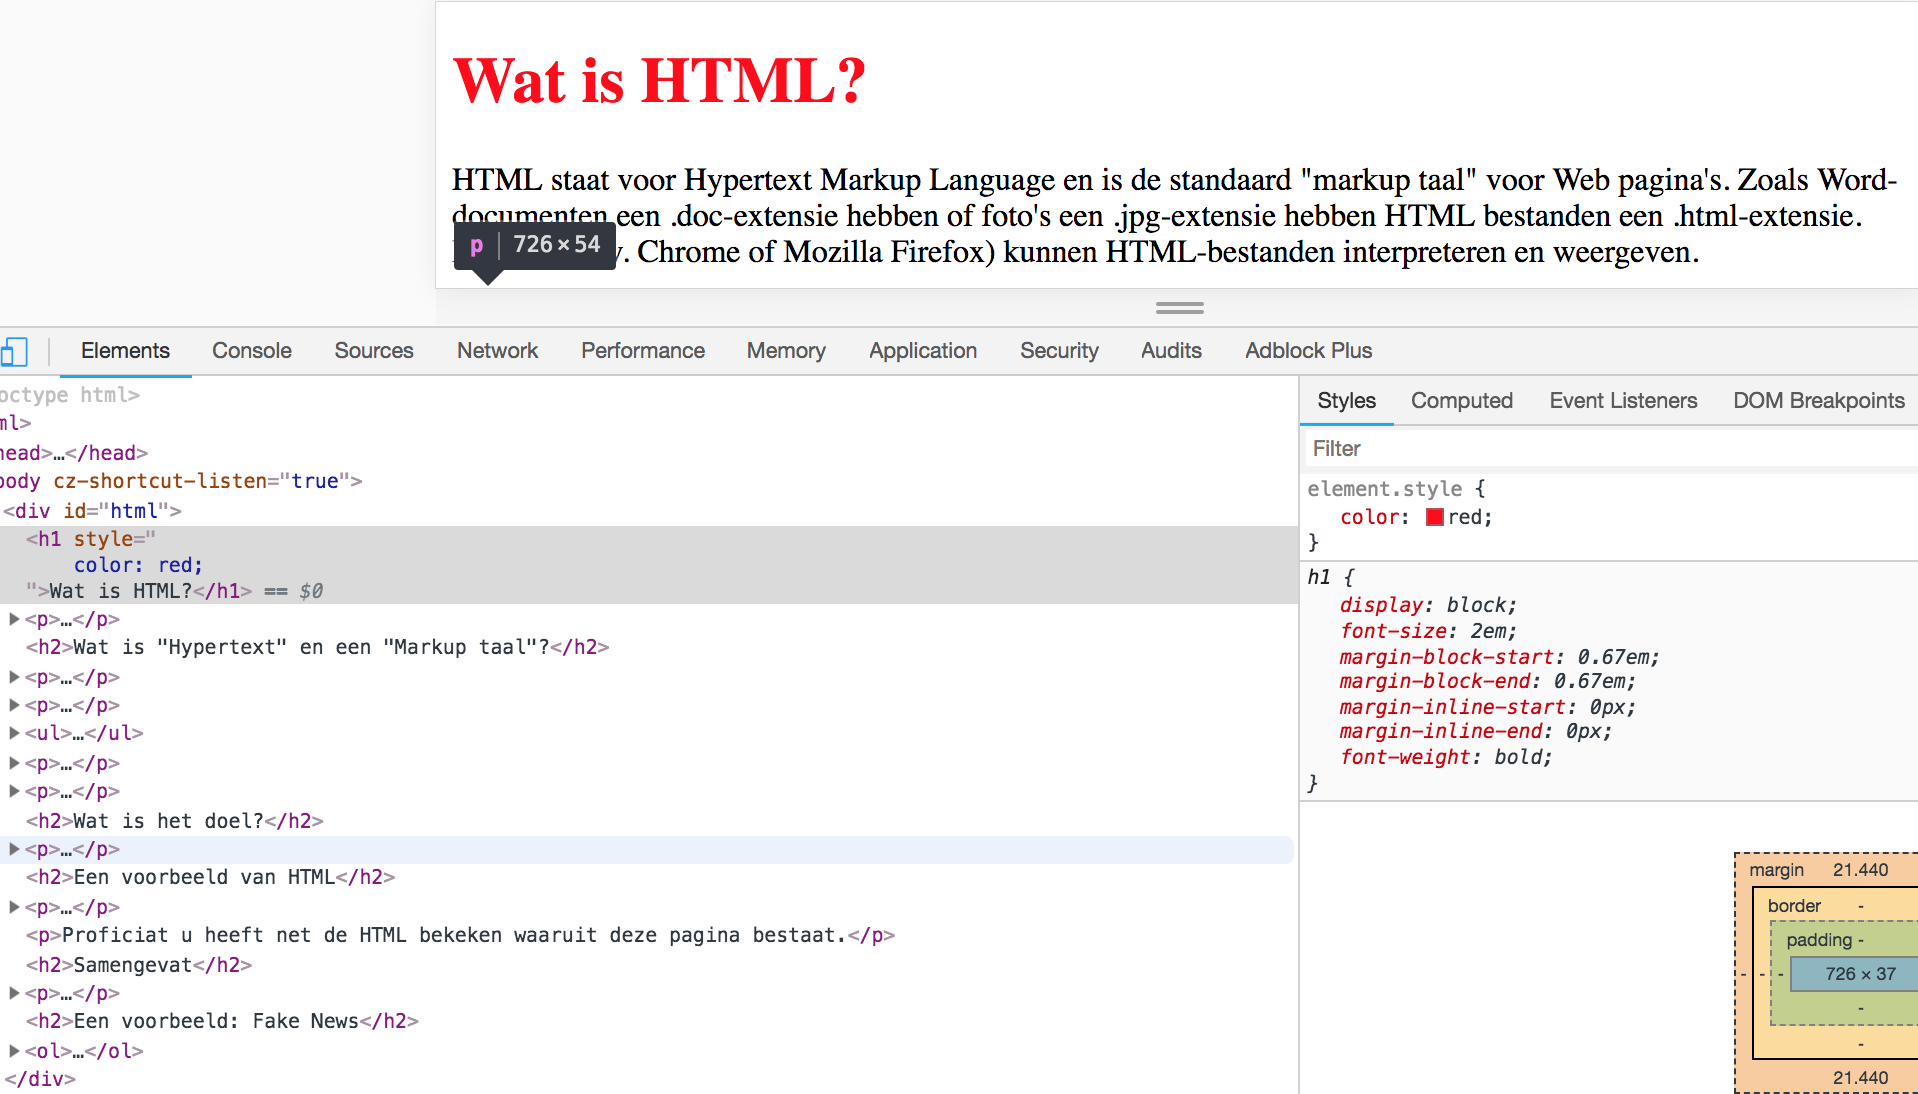 Wat is HTML?
HTML staat voor Hypertext Markup Language en is de standaard "markup taal" voor Web pagina's. Zoals Word-
documenten een .doc-extensie hebben of foto's een .jpg-extensie hebben HTML bestanden een .html-extensie.
p 726 × 54
. Chrome of Mozilla Firefox) kunnen HTML-bestanden interpreteren en weergeven.
Elements Console Sources Network Performance Memory Application Security Audits Adblock Plus
octype html>
ml>
head>…</head>
body cz-shortcut-listen="true">
<div id="html">
<h1 style="
color: red;
">Wat is HTML?</h1> == $0
<p>…</p>
<h2>Wat is "Hypertext" en een "Markup taal"?</h2>
<p>…</p>
<p>…</p>
<ul>…</ul>
<p>…</p>
<p>…</p>
<h2>Wat is het doel?</h2>
<p>…</p>
<h2>Een voorbeeld van HTML</h2>
<p>…</p>
<p>Proficiat u heeft net de HTML bekeken waaruit deze pagina bestaat.</p>
<h2>Samengevat</h2>
<p>…</p>
<h2>Een voorbeeld: Fake News</h2>
<ol>…</ol>
</div>
Styles Computed Event Listeners DOM Breakpoints
Filter
element.style {
color: red;
}
h1 {
display: block;
font-size: 2em;
margin-block-start: 0.67em;
margin-block-end: 0.67em;
margin-inline-start: 0px;
margin-inline-end: 0px;
font-weight: bold;
}
margin 21.440
border -
padding -
- - - 726 × 37
-
-
21.440